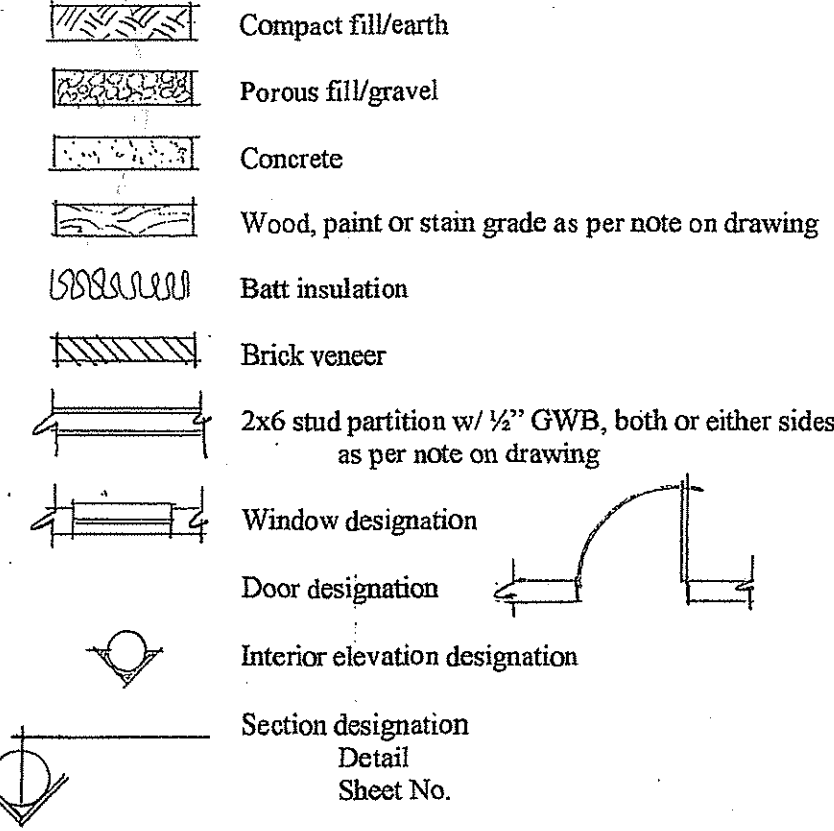 Compact fill/earth
Porous fill/gravel
Concrete
Wood, paint or stain grade as per note on drawing
Batt insulation
Brick veneer
2x6 stud partition w/ ½” GWB, both or either sides
as per note on drawing
Window designation
Door designation
Interior elevation designation
Section designation
Detail
Sheet No.